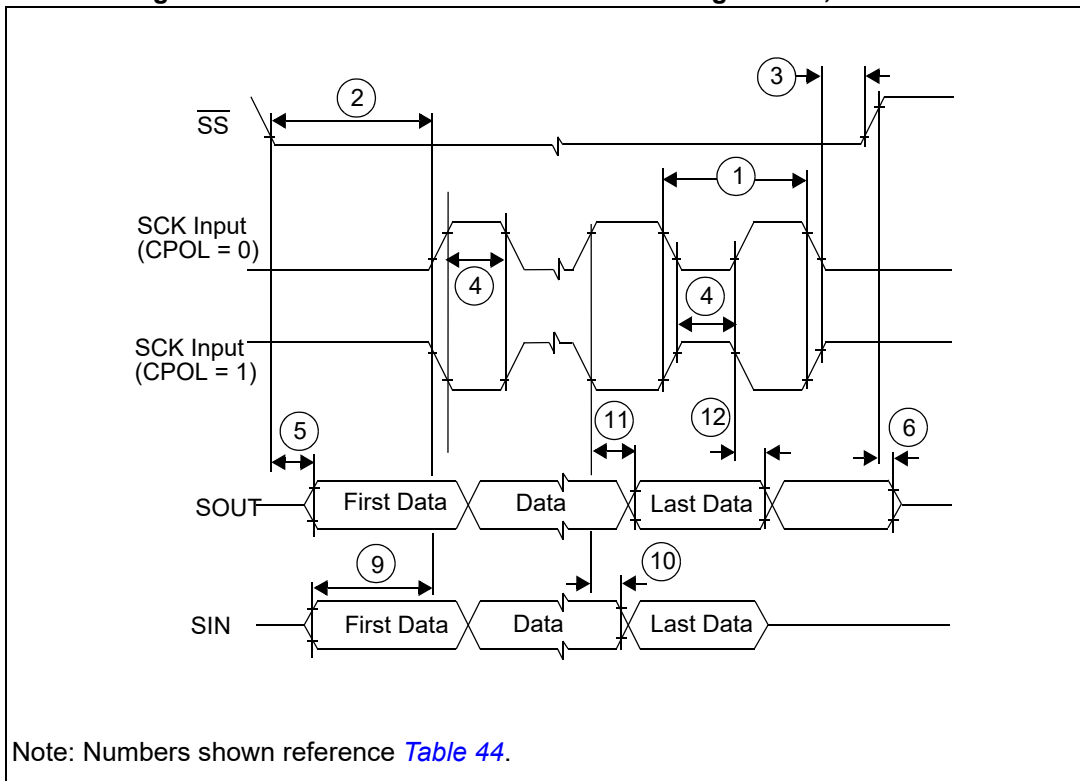 3
2
SS
1
SCK Input
(CPOL = 0)
4
4
SCK Input
(CPOL = 1)
11
12
5
6
SOUT
First Data
Data
Last Data
9
10
SIN
First Data
Data
Last Data
Note: Numbers shown reference Table 44.